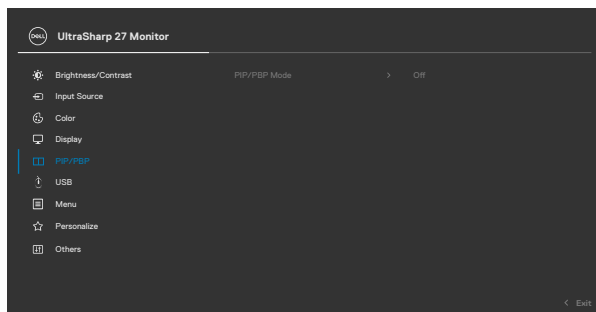 DELL UltraSharp 27 Monitor
Brightness/Contrast PIP/PBP Mode > Off
Input Source
Color
Display
PIP/PBP
USB
Menu
Personalize
Others
< Exit